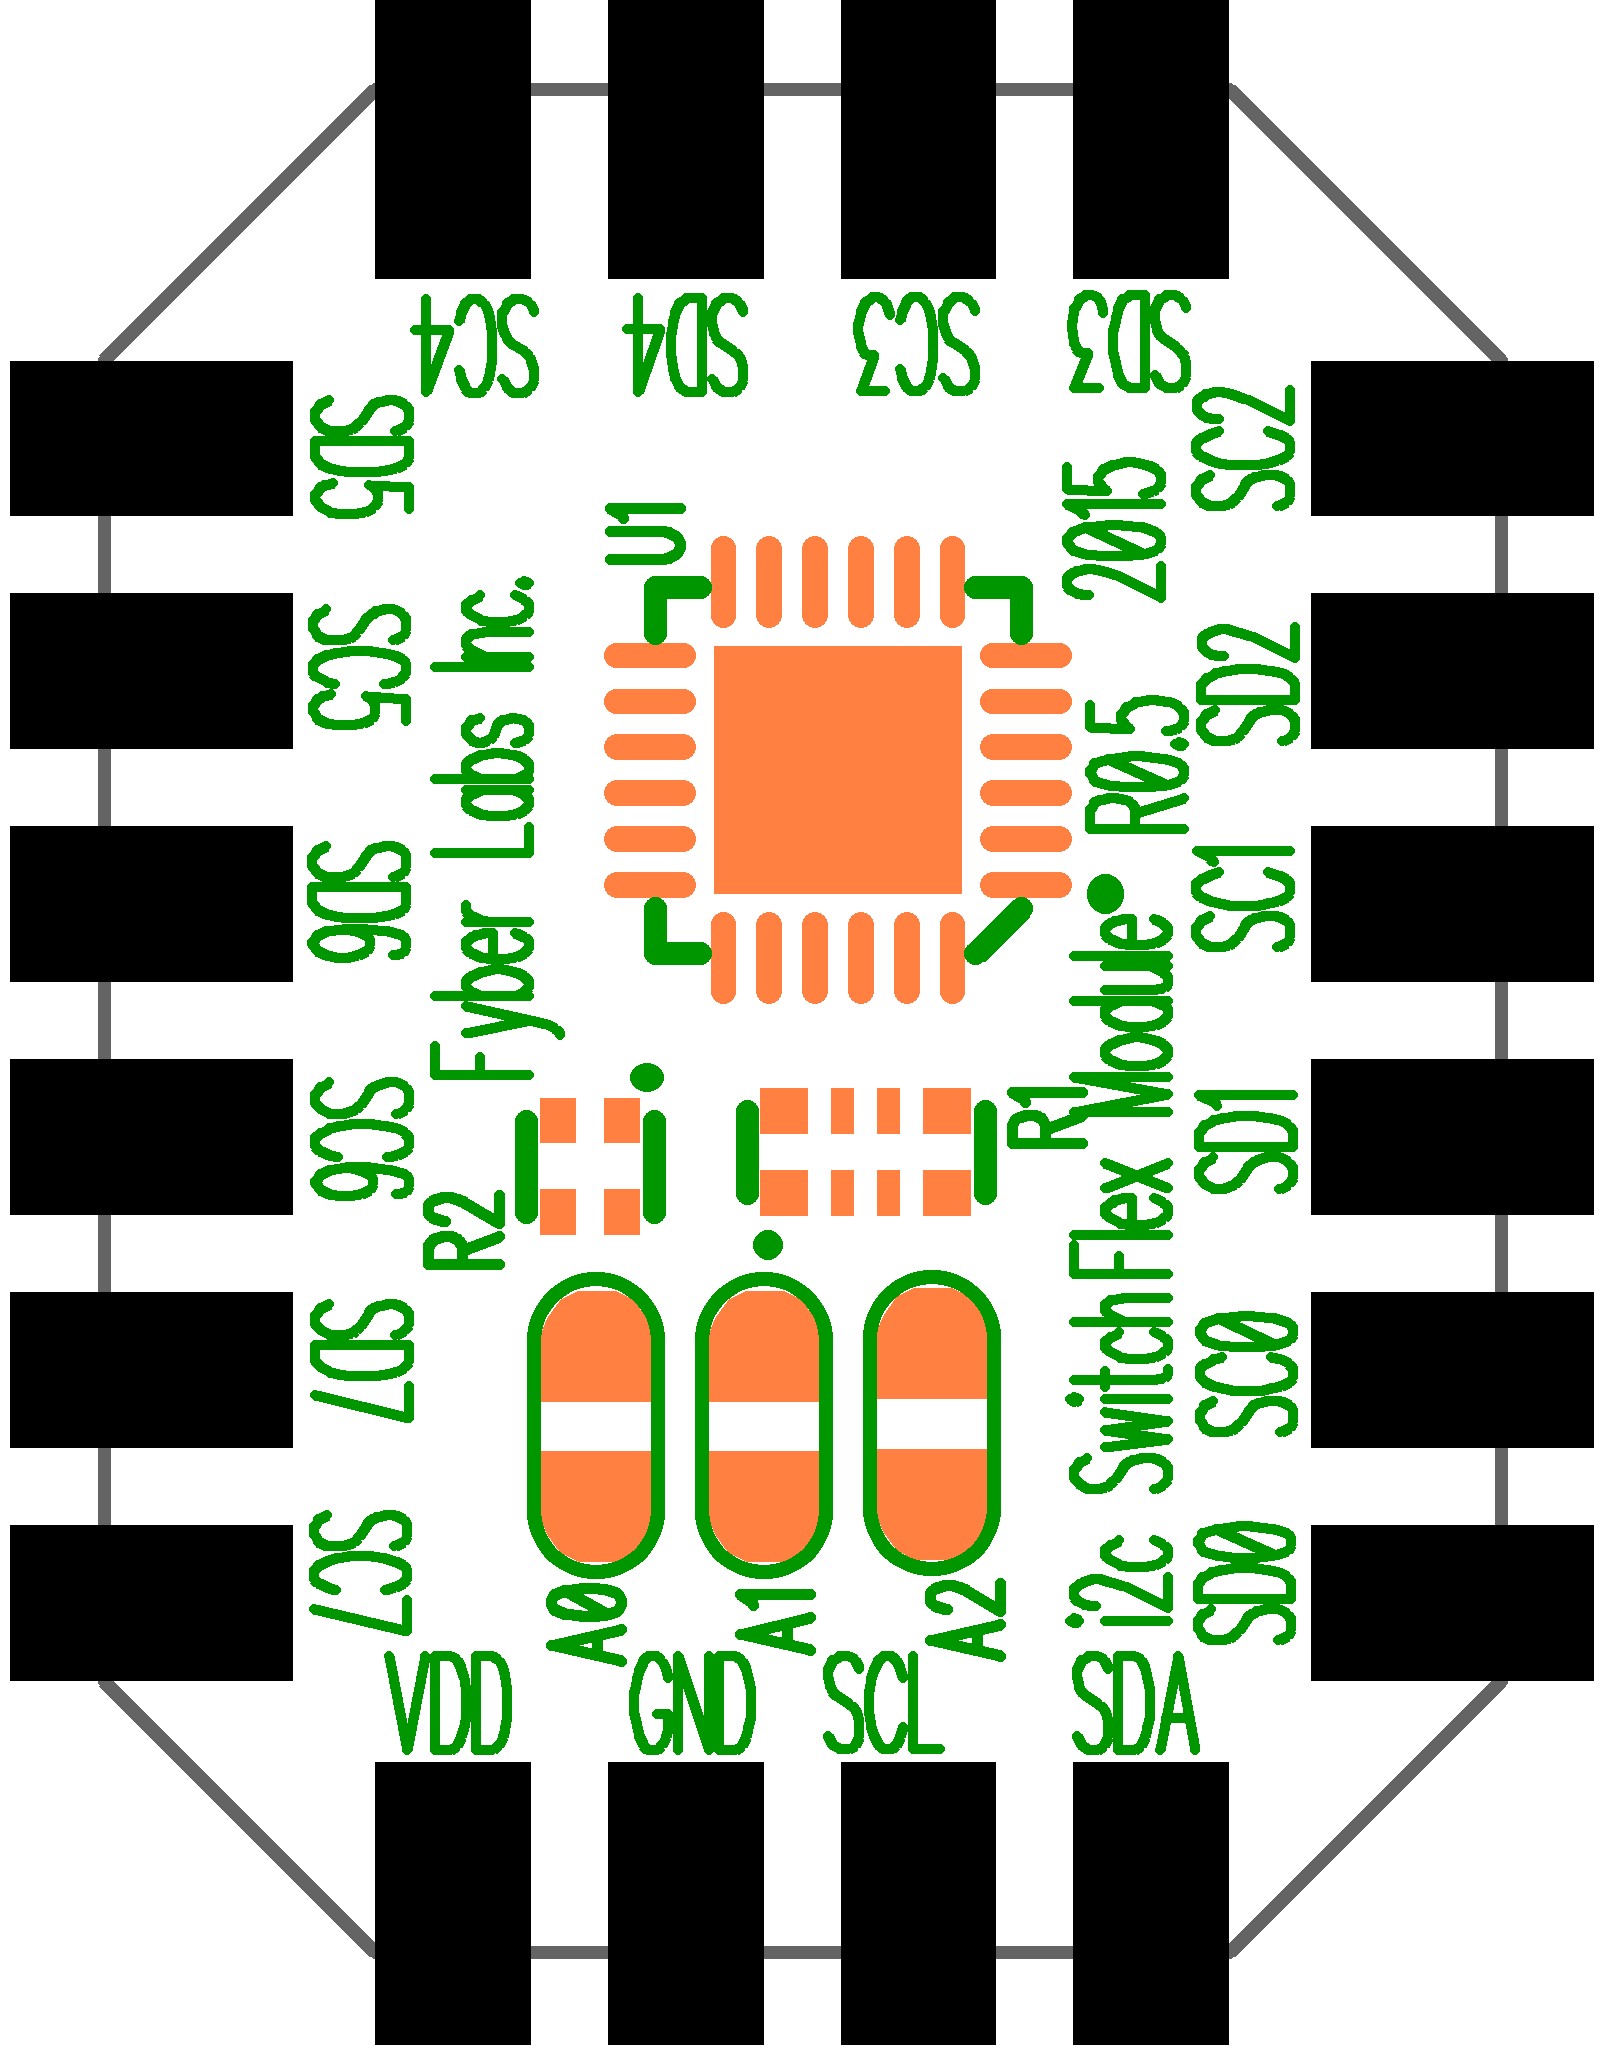 SC4
SD4
SC3
SD3
SD5
SC5
SD6
SC6
SD7
SC7
SC2
SD2
SC1
SD1
SC0
SD0
U1
2015
Fyber Labs Inc.
i2c SwitchFlex Module R0.5
R2
R1
A0
A1
A2
VDD
GND
SCL
SDA